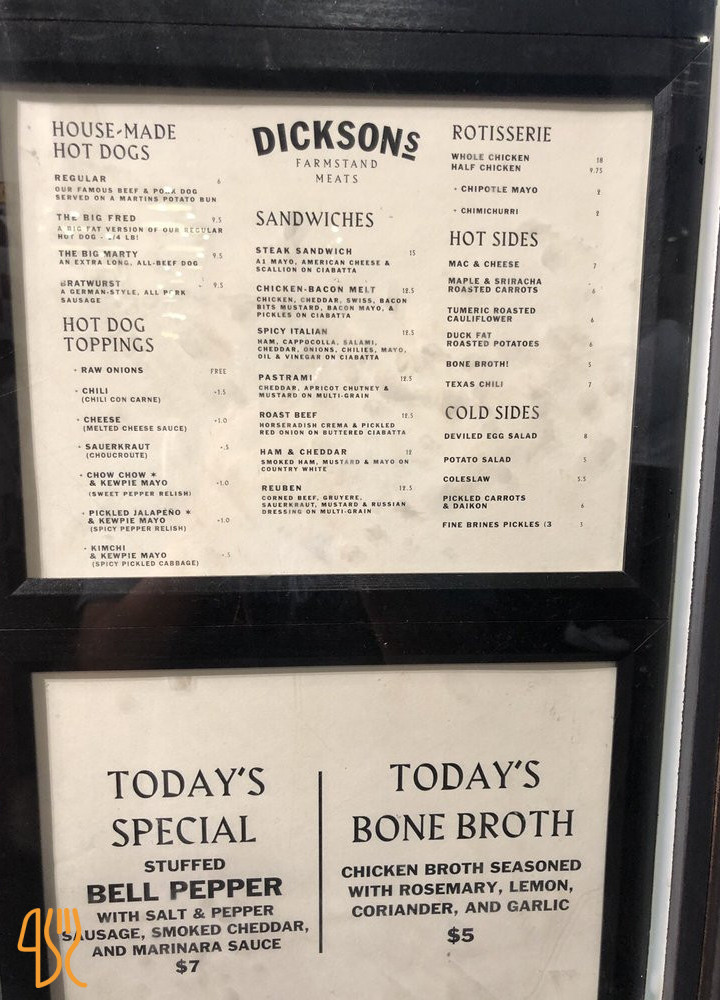 HOUSE-MADE
HOT DOGS
REGULAR 6
OUR FAMOUS BEEF & PORK DOG
SERVED ON A MARTINS POTATO BUN
THE BIG FRED 9.5
A BIG FAT VERSION OF OUR REGULAR
HOT DOG - 1/4 LB!
THE BIG MARTY 9.5
AN EXTRA LONG, ALL-BEEF DOG
BRATWURST 9.5
A GERMAN-STYLE, ALL PORK
SAUSAGE
HOT DOG
TOPPINGS
- RAW ONIONS FREE
- CHILI +1.5
(CHILI CON CARNE)
- CHEESE +1.0
(MELTED CHEESE SAUCE)
- SAUERKRAUT +.5
(CHOUCROUTE)
- CHOW CHOW *
& KEWPIE MAYO +1.0
(SWEET PEPPER RELISH)
- PICKLED JALAPEÑO *
& KEWPIE MAYO +1.0
(SPICY PEPPER RELISH)
- KIMCHI
& KEWPIE MAYO +.5
(SPICY PICKLED CABBAGE)
DICKSONS
FARMSTAND
MEATS
SANDWICHES
STEAK SANDWICH 15
A1 MAYO, AMERICAN CHEESE &
SCALLION ON CIABATTA
CHICKEN-BACON MELT 12.5
CHICKEN, CHEDDAR, SWISS, BACON
BITS MUSTARD, BACON MAYO, &
PICKLES ON CIABATTA
SPICY ITALIAN 12.5
HAM, CAPPOCOLLA, SALAMI,
CHEDDAR, ONIONS, CHILIES, MAYO,
OIL & VINEGAR ON CIABATTA
PASTRAMI 12.5
CHEDDAR, APRICOT CHUTNEY &
MUSTARD ON MULTI-GRAIN
ROAST BEEF 12.5
HORSERADISH CREMA & PICKLED
RED ONION ON BUTTERED CIABATTA
HAM & CHEDDAR 12
SMOKED HAM, MUSTARD & MAYO ON
COUNTRY WHITE
REUBEN 12.5
CORNED BEEF, GRUYERE,
SAUERKRAUT, MUSTARD & RUSSIAN
DRESSING ON MULTI-GRAIN
ROTISSERIE
WHOLE CHICKEN 18
HALF CHICKEN 9.75
- CHIPOTLE MAYO 2
- CHIMICHURRI 2
HOT SIDES
MAC & CHEESE 7
MAPLE & SRIRACHA
ROASTED CARROTS 6
TUMERIC ROASTED
CAULIFLOWER 6
DUCK FAT
ROASTED POTATOES 6
BONE BROTH! 5
TEXAS CHILI 7
COLD SIDES
DEVILED EGG SALAD 8
POTATO SALAD 5
COLESLAW 5.5
PICKLED CARROTS
& DAIKON 6
FINE BRINES PICKLES (3 3
TODAY'S
SPECIAL
STUFFED
BELL PEPPER
WITH SALT & PEPPER
SAUSAGE, SMOKED CHEDDAR,
AND MARINARA SAUCE
$7
TODAY'S
BONE BROTH
CHICKEN BROTH SEASONED
WITH ROSEMARY, LEMON,
CORIANDER, AND GARLIC
$5